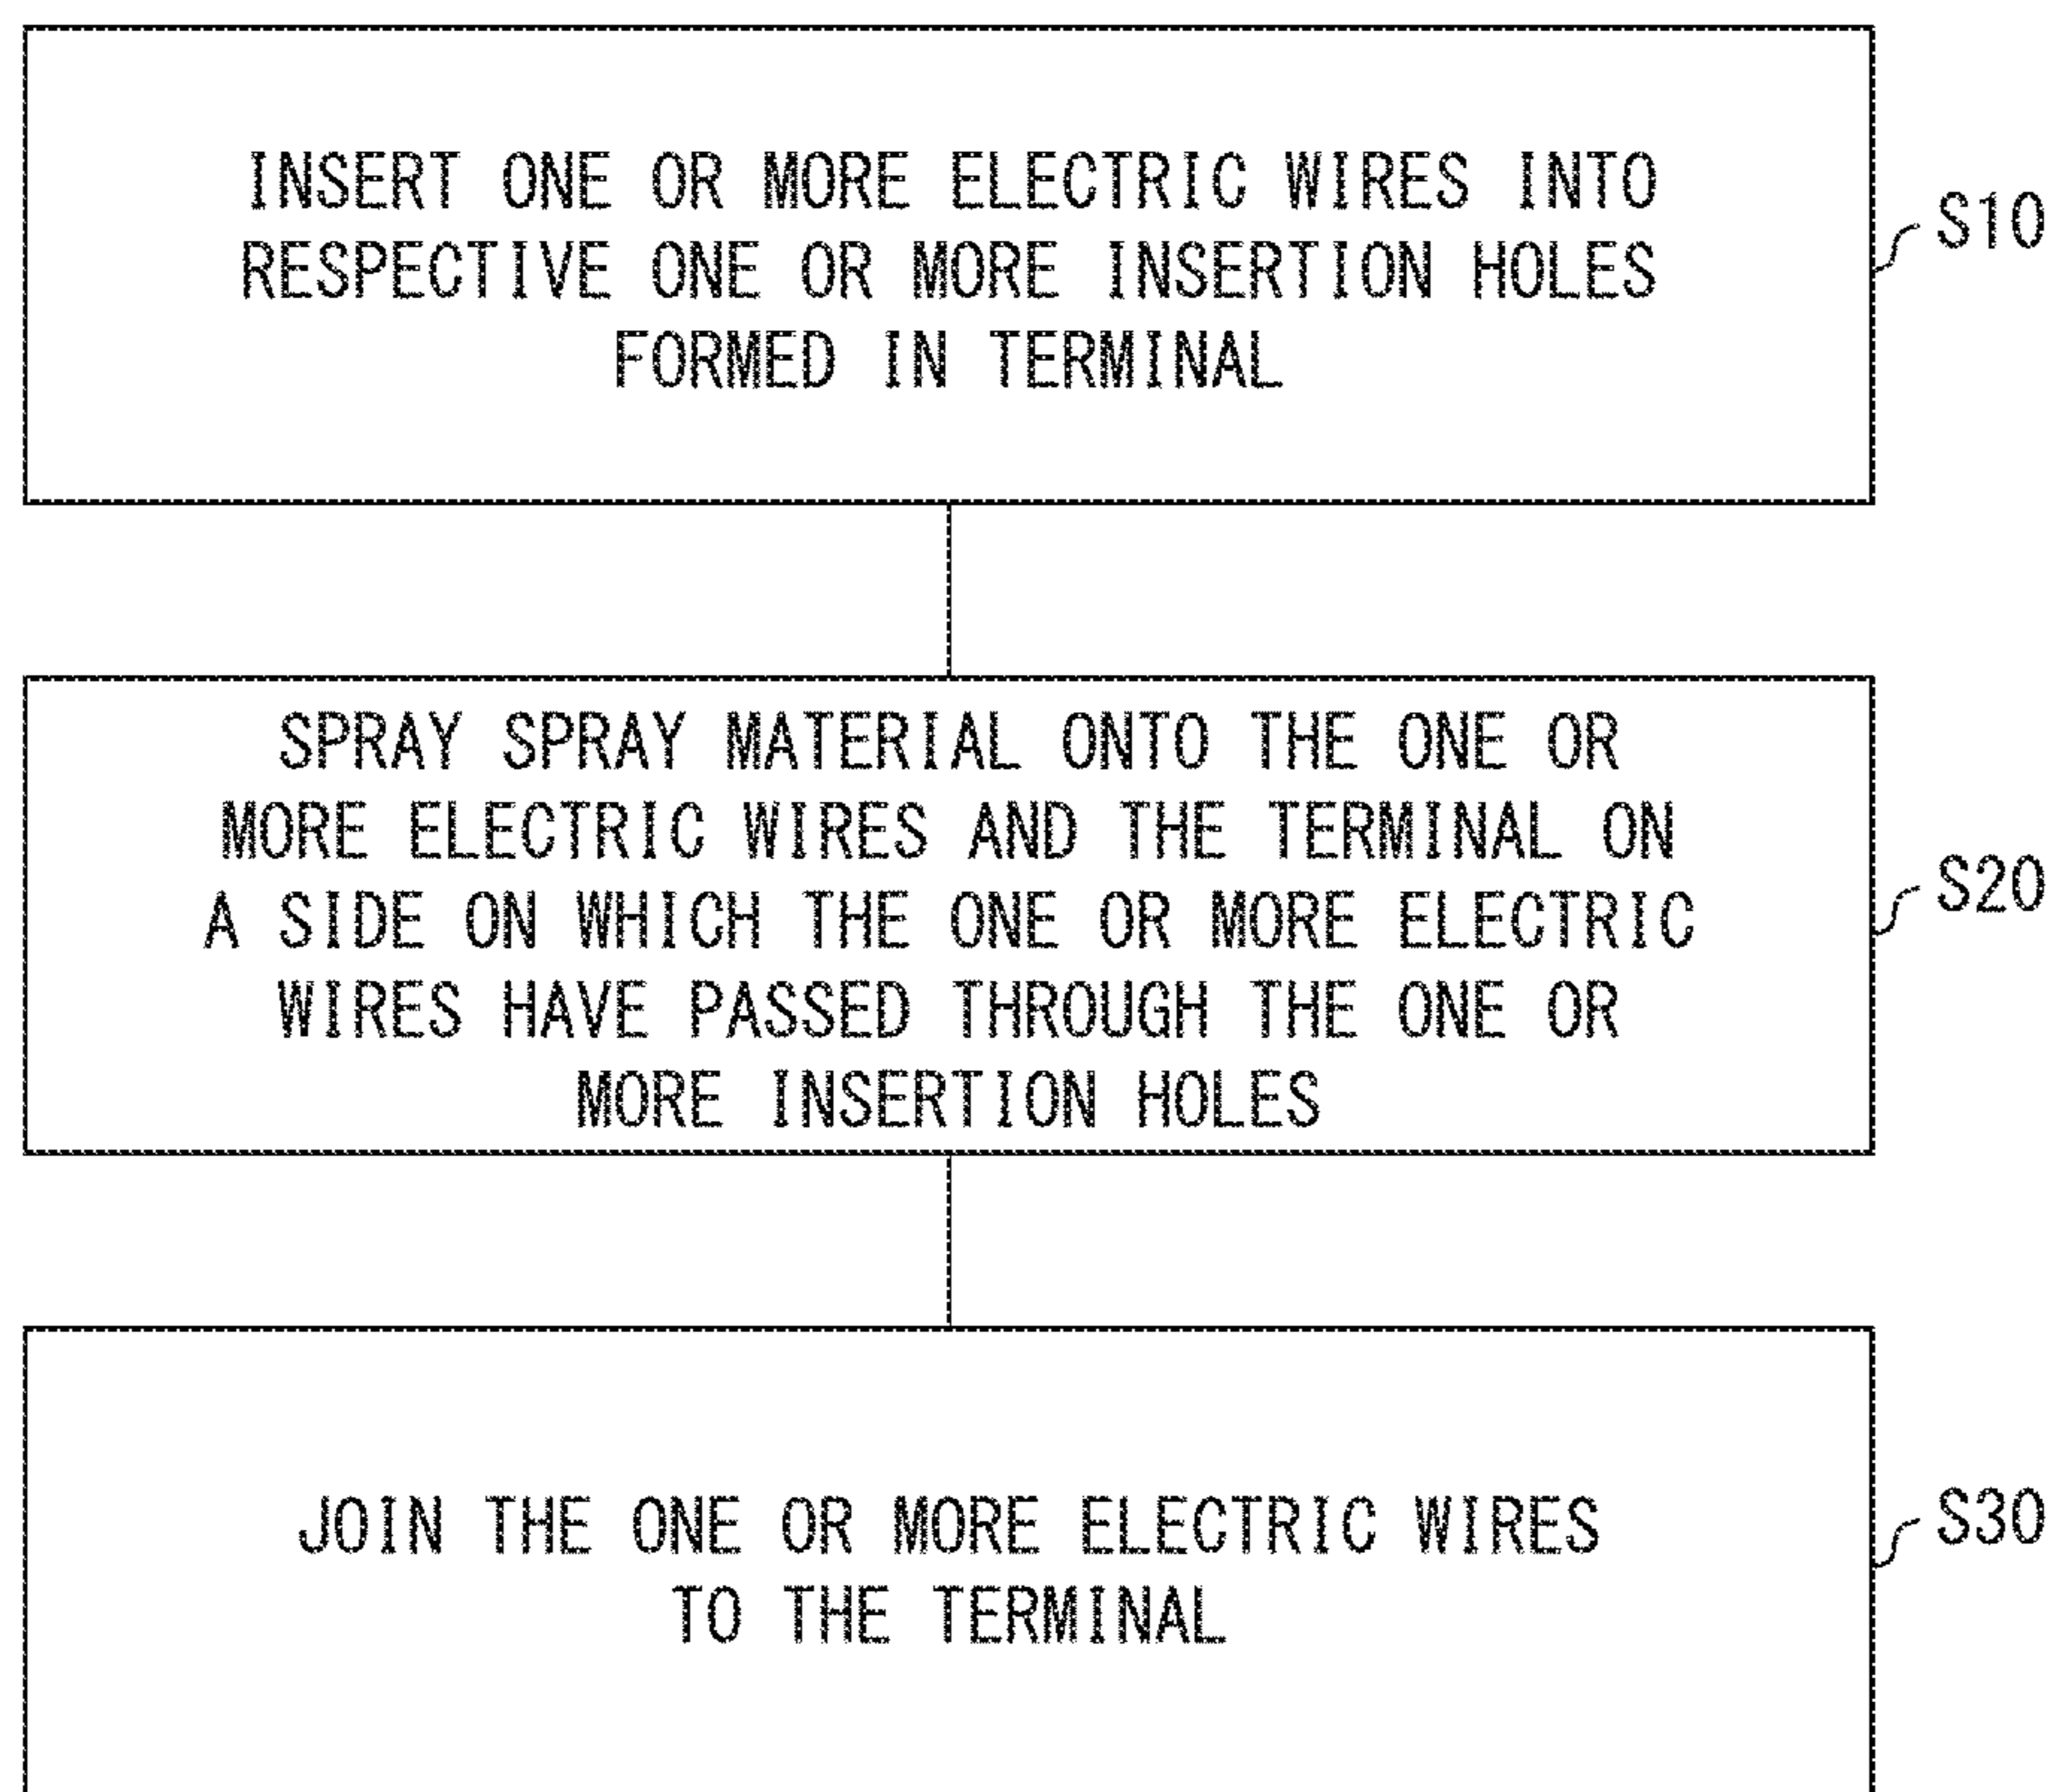 INSERT ONE OR MORE ELECTRIC WIRES INTO
RESPECTIVE ONE OR MORE INSERTION HOLES
FORMED IN TERMINAL
S10
SPRAY SPRAY MATERIAL ONTO THE ONE OR
MORE ELECTRIC WIRES AND THE TERMINAL ON
A SIDE ON WHICH THE ONE OR MORE ELECTRIC
WIRES HAVE PASSED THROUGH THE ONE OR
MORE INSERTION HOLES
S20
JOIN THE ONE OR MORE ELECTRIC WIRES
TO THE TERMINAL
S30